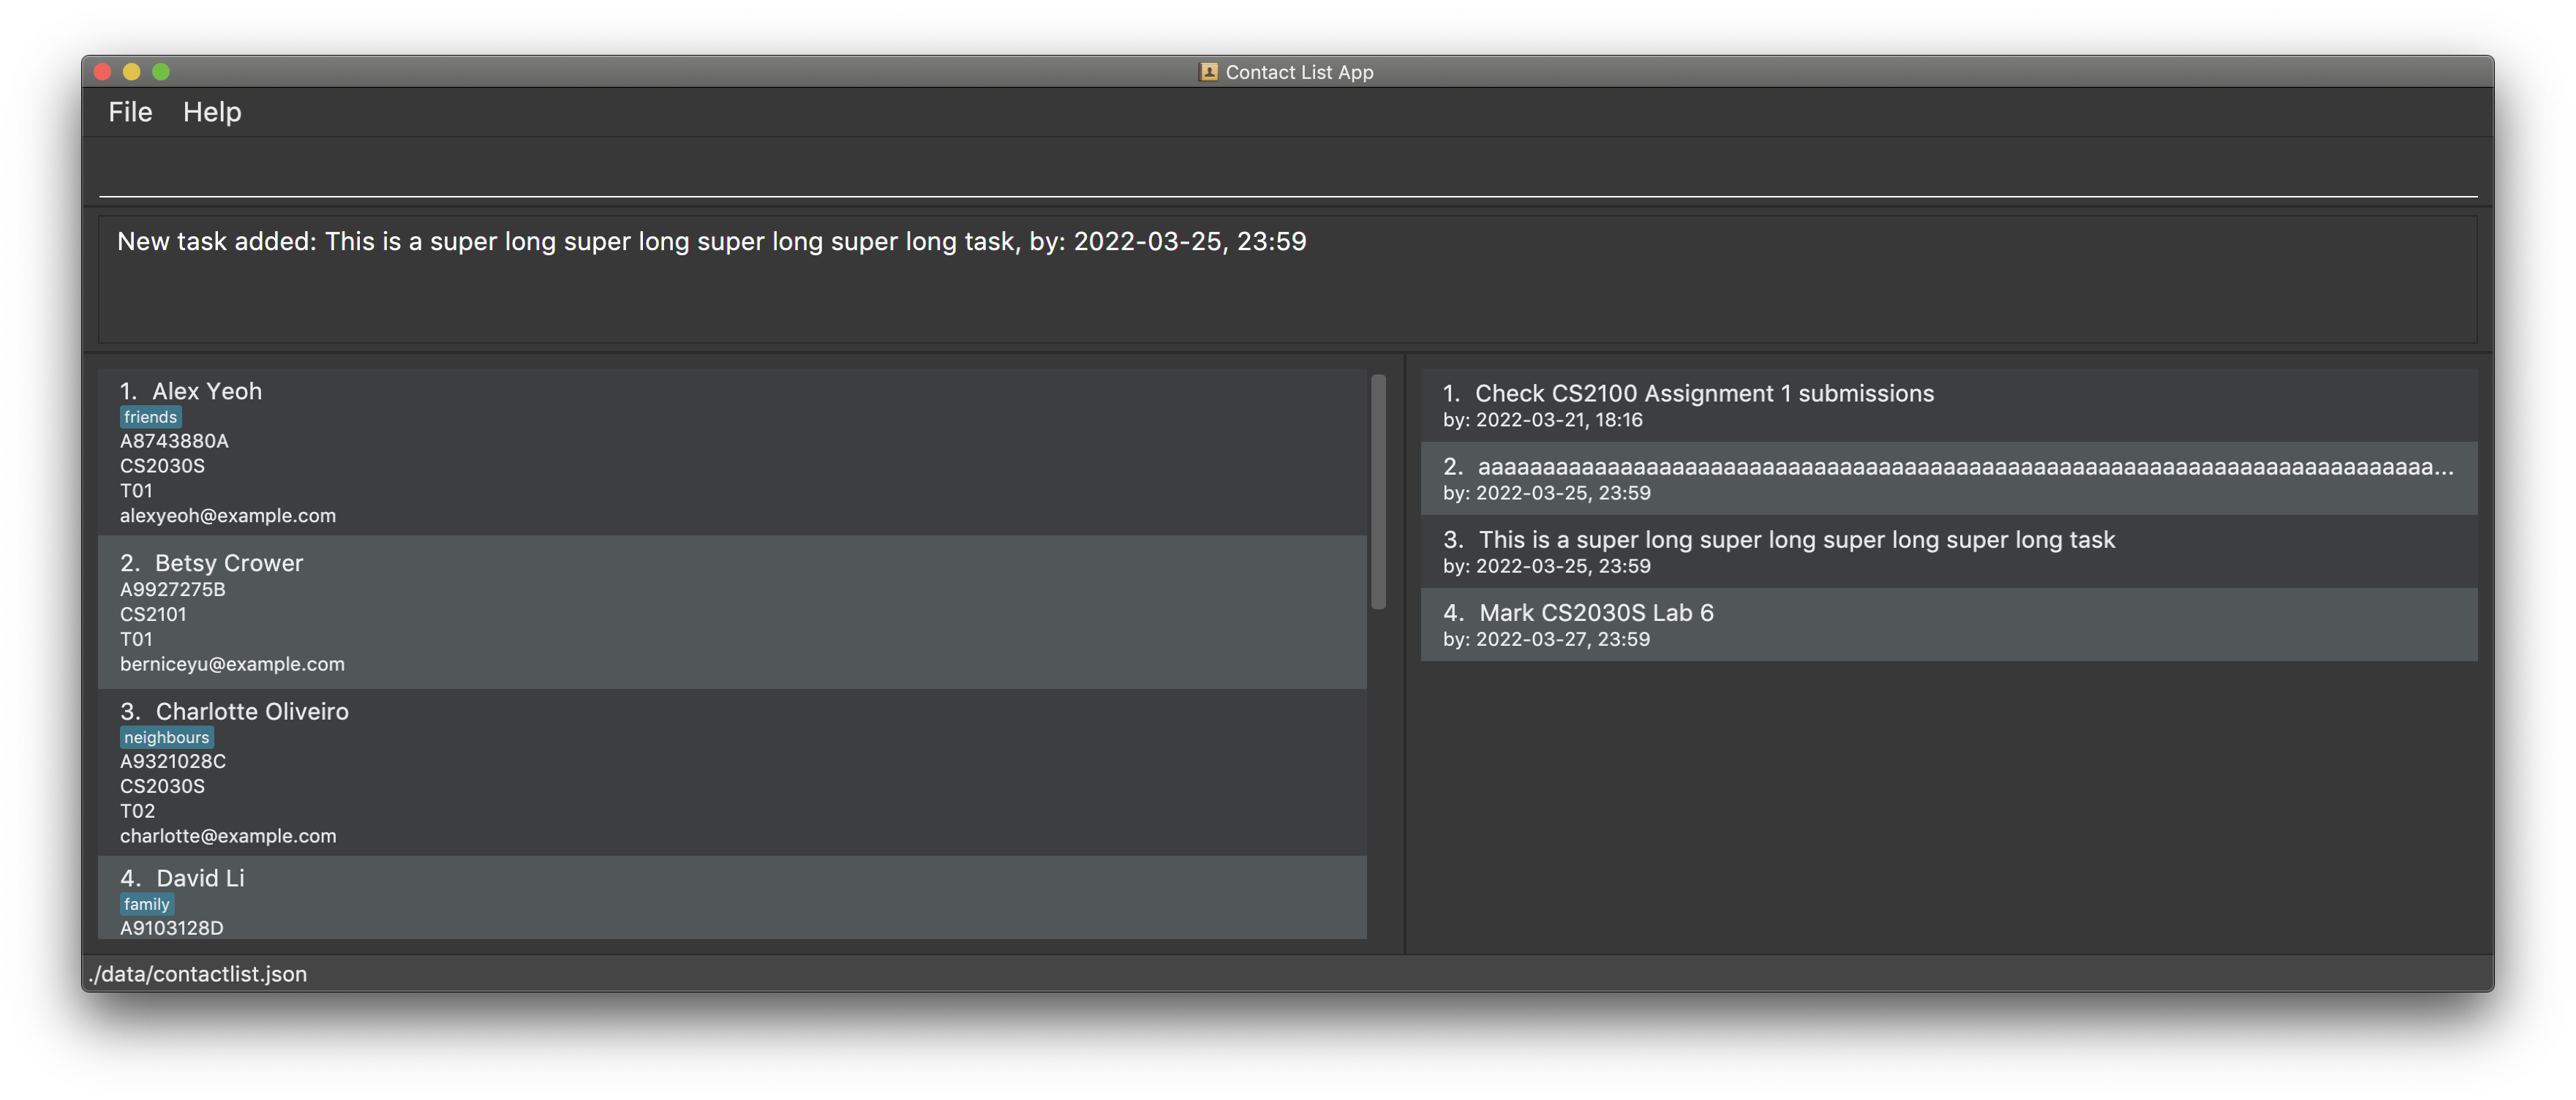 Contact List App
File Help
New task added: This is a super long super long super long super long task, by: 2022-03-25, 23:59
1. Alex Yeoh
friends
A8743880A
CS2030S
T01
alexyeoh@example.com
2. Betsy Crower
A9927275B
CS2101
T01
berniceyu@example.com
3. Charlotte Oliveiro
neighbours
A9321028C
CS2030S
T02
charlotte@example.com
4. David Li
family
A9103128D
1. Check CS2100 Assignment 1 submissions
by: 2022-03-21, 18:16
2. aaaaaaaaaaaaaaaaaaaaaaaaaaaaaaaaaaaaaaaaaaaaaaaaaaaaaaaaaaaaaaaaaaaaaaaaaa...
by: 2022-03-25, 23:59
3. This is a super long super long super long super long task
by: 2022-03-25, 23:59
4. Mark CS2030S Lab 6
by: 2022-03-27, 23:59
./data/contactlist.json